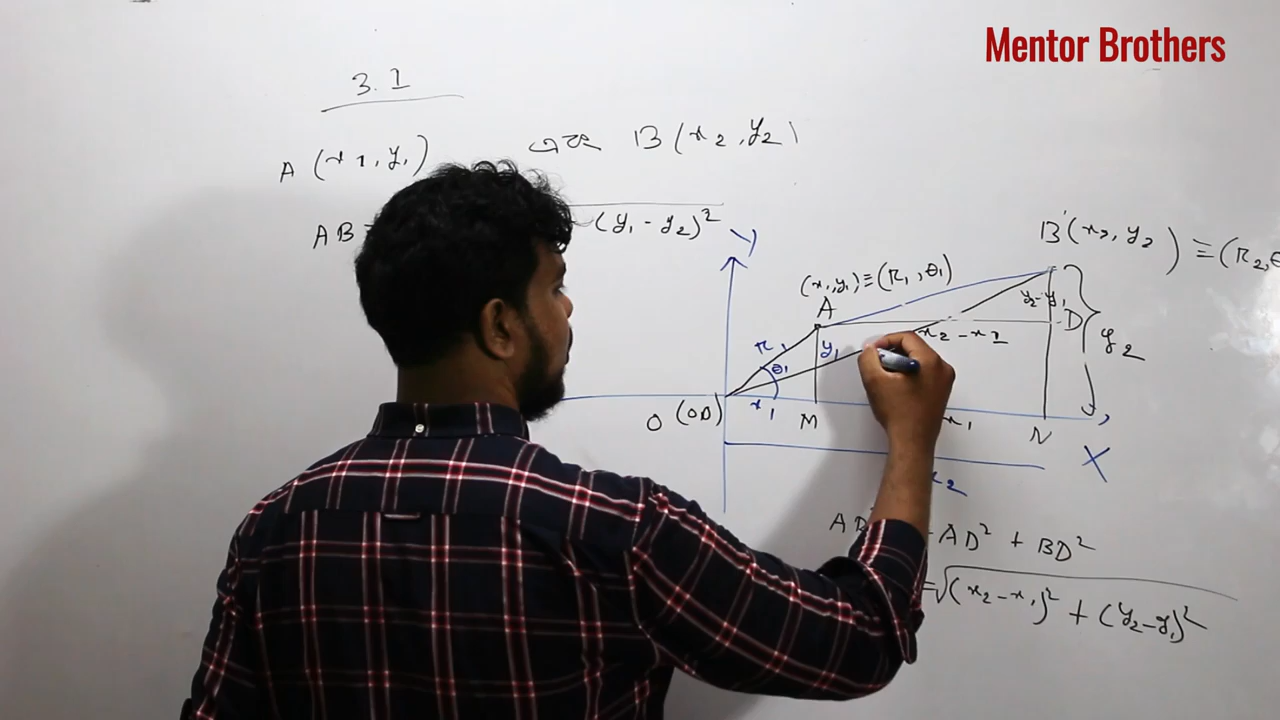 Mentor Brothers
3.1
A (x1, y1) এবং B (x2, y2)
AB = (y1 - y2)²
Y
B (x2, y2) ≡ (r2, θ
(x1, y1) ≡ (r1, θ1)
A
y2-y1
D
r1
y1
x2 - x1
y2
θ1
O (0,0)
x1
M
x1
N
X
x2
= AD² + BD²
= √(x2 - x1)² + (y2 - y1)²